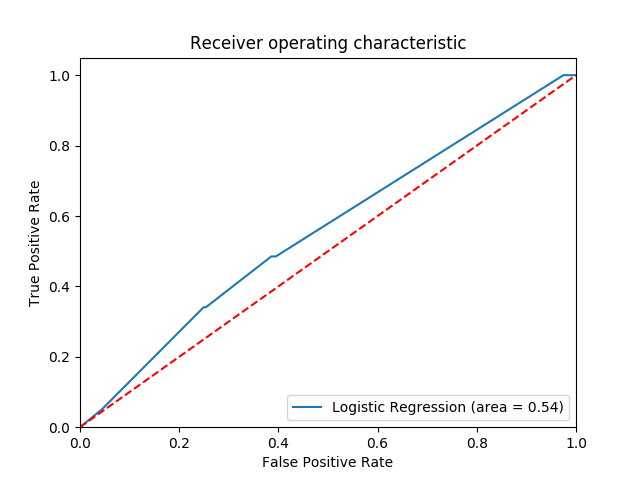 Receiver operating characteristic
1.0
0.8
0.6
0.4
0.2
0.0
True Positive Rate
Logistic Regression (area = 0.54)
0.0 0.2 0.4 0.6 0.8 1.0
False Positive Rate